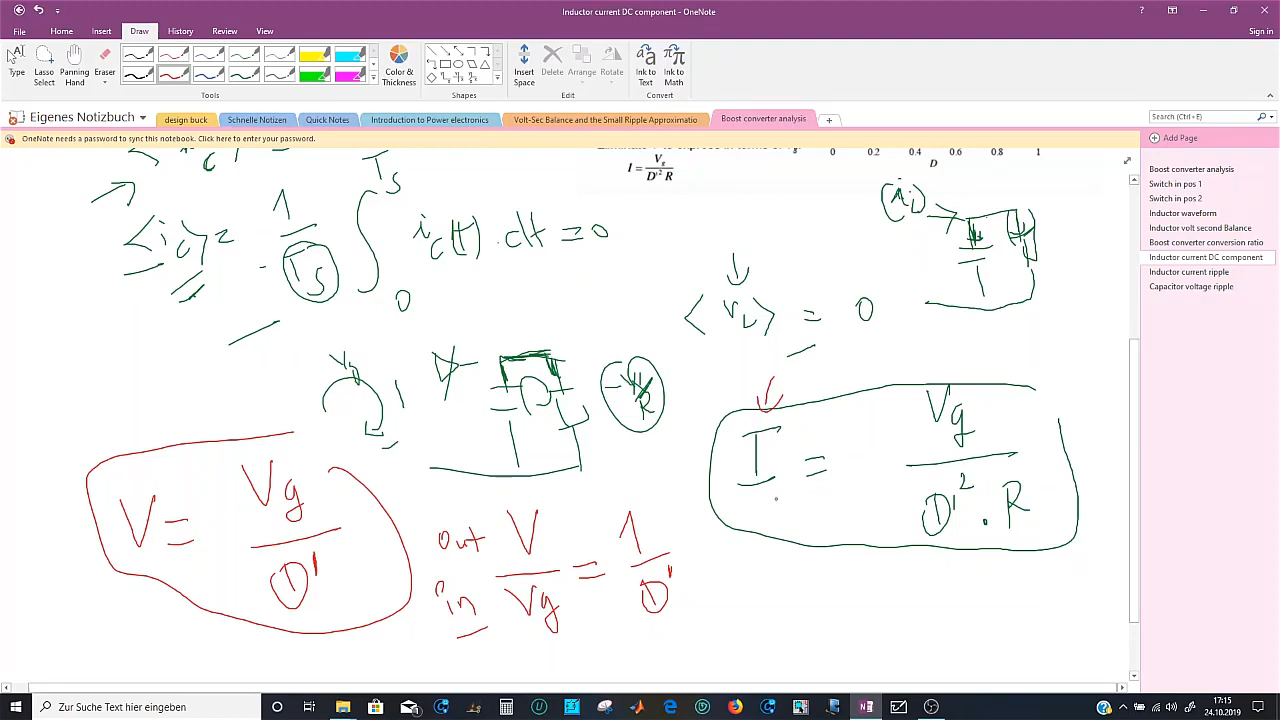 Inductor current DC component - OneNote
? Sign in
File Home Insert Draw History Review View
Type Lasso Select Panning Hand Eraser Color & Thickness Insert Space Delete Arrange Rotate Ink to Text Ink to Math
Tools Shapes Edit Convert
Eigenes Notizbuch design buck Schnelle Notizen Quick Notes Introduction to Power electronics Volt-Sec Balance and the Small Ripple Approximatio Boost converter analysis Search (Ctrl+E)
OneNote needs a password to sync this notebook. Click here to enter your password.
Add Page
0 0.2 0.4 0.6 0.8 1
D
I = Vg / D'² R
Boost converter analysis
Switch in pos 1
Switch in pos 2
Inductor waveform
Inductor volt second Balance
Boost converter conversion ratio
Inductor current DC component
Inductor current ripple
Capacitor voltage ripple
<ic> = 1/Ts ∫ 0 Ts ic(t) . dt = 0
<vL> = 0
-V/R
I = Vg / D'² . R
V = Vg / D'
out V / in Vg = 1 / D'
Zur Suche Text hier eingeben
17:15
24.10.2019